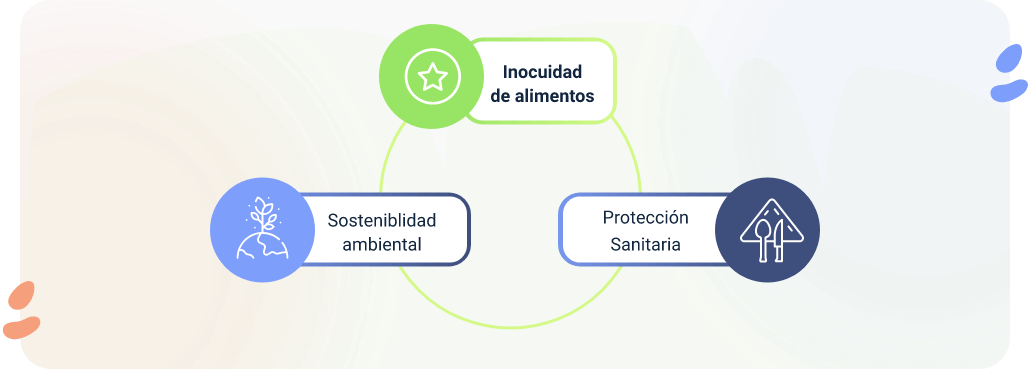 Inocuidad
de alimentos
Sosteniblidad
ambiental
Protección
Sanitaria